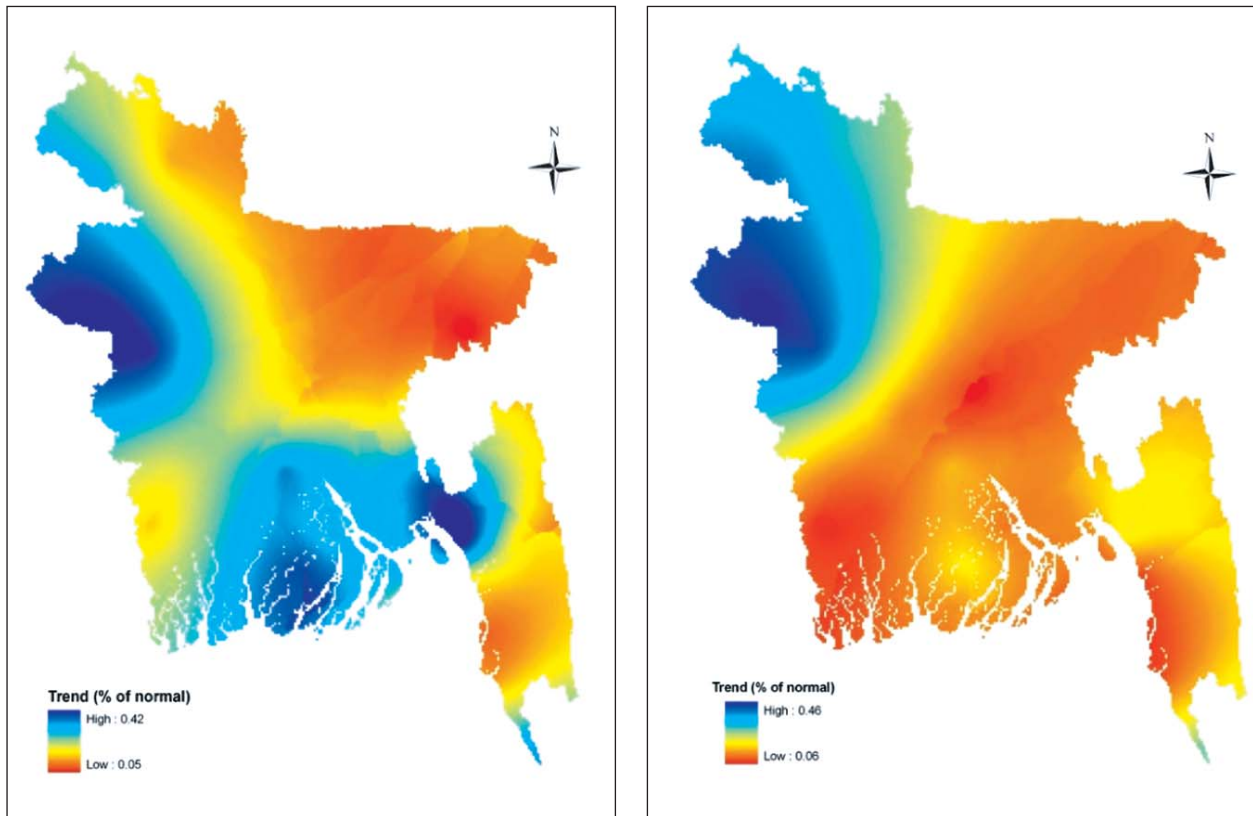 N
Trend (% of normal)
High : 0.42
Low : 0.05
N
Trend (% of normal)
High : 0.46
Low : 0.06